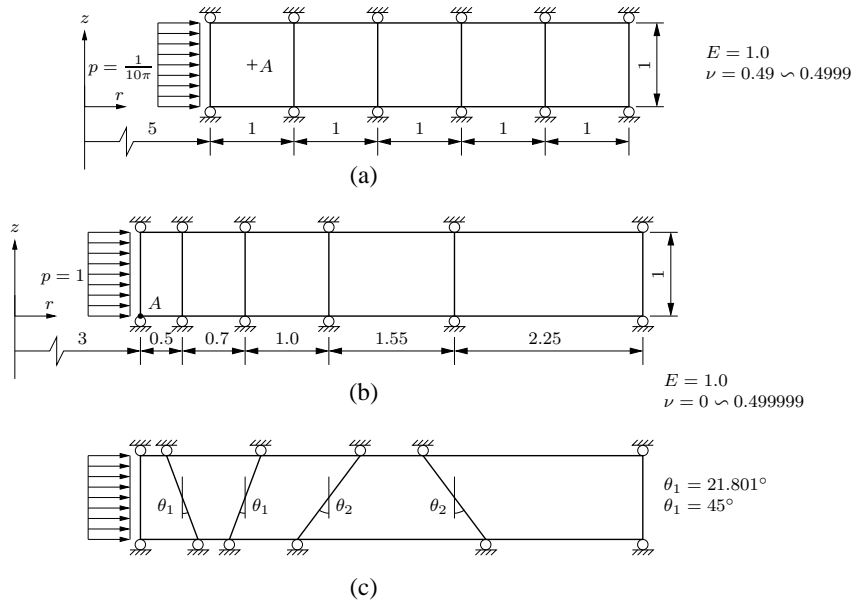 z
p = 1/10π
+A
r
1
E = 1.0
ν = 0.49 ∽ 0.4999
5 1 1 1 1 1
(a)
z
p = 1
A
r
1
3 0.5 0.7 1.0 1.55 2.25
(b)
E = 1.0
ν = 0 ∽ 0.499999
θ1 θ1 θ2 θ2
θ1 = 21.801°
θ1 = 45°
(c)